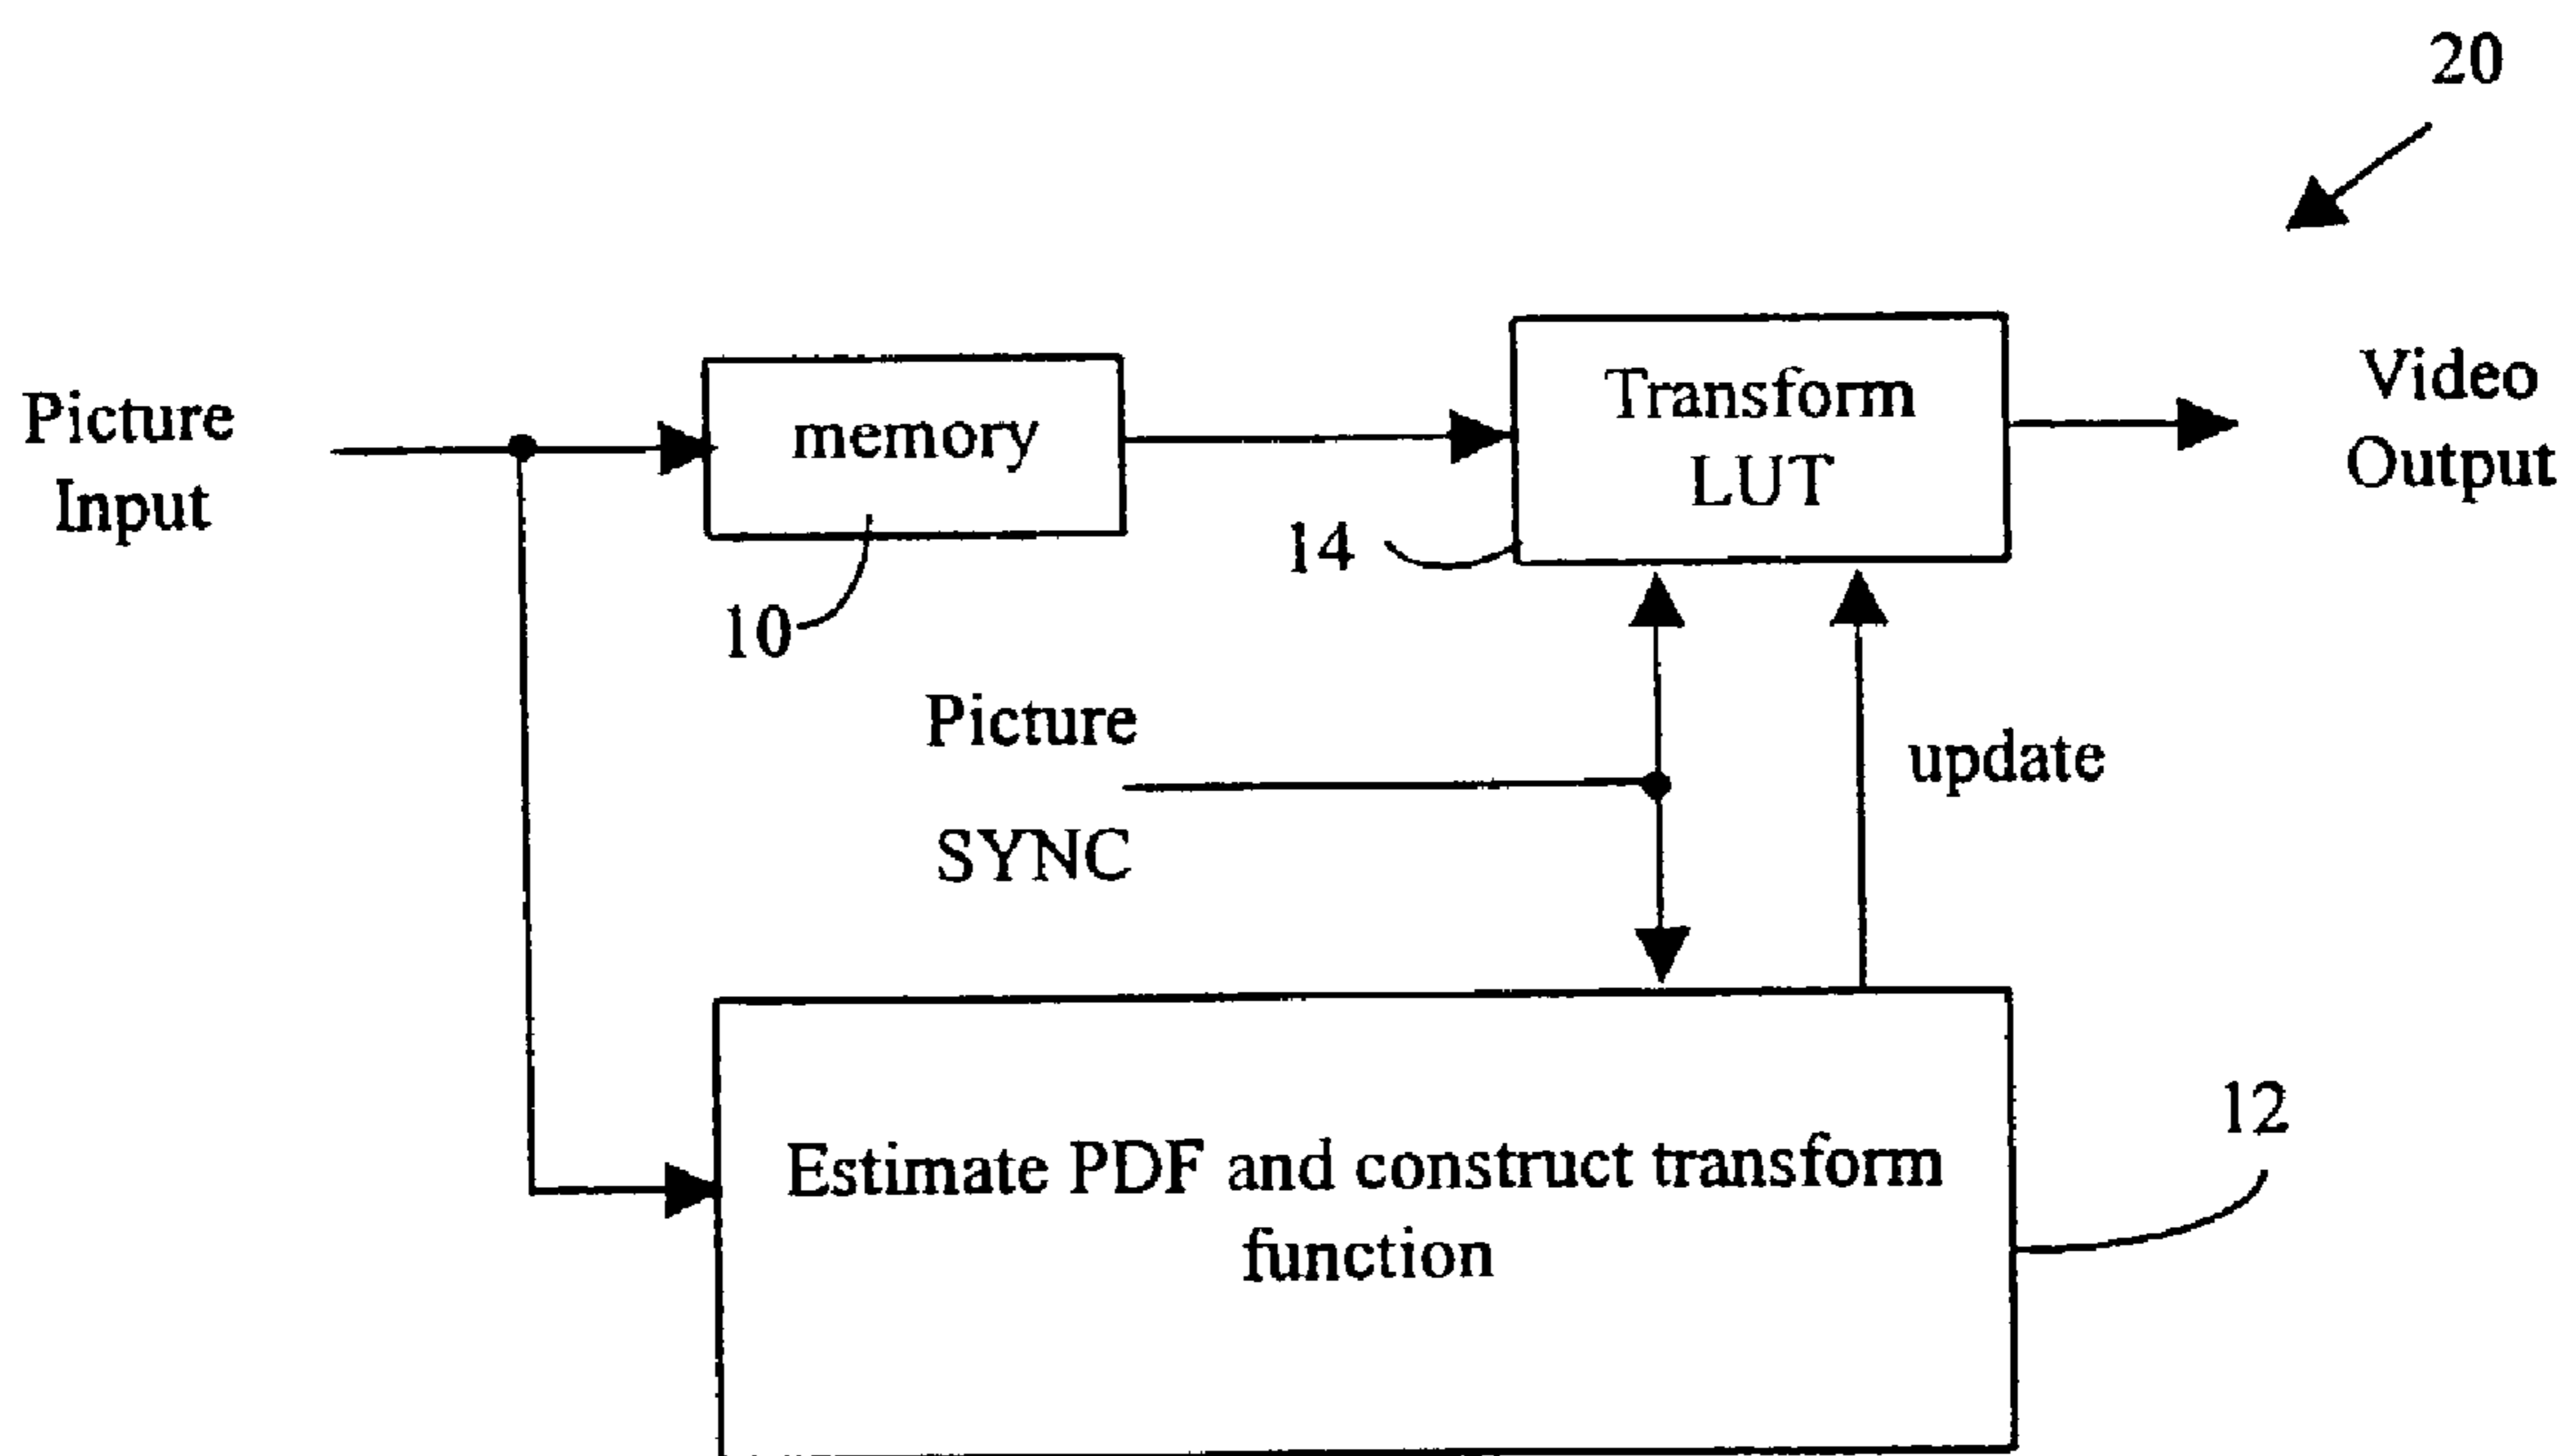 20
Picture
Input
memory
Transform
LUT
Video
Output
14
10
Picture
SYNC
update
Estimate PDF and construct transform
function
12